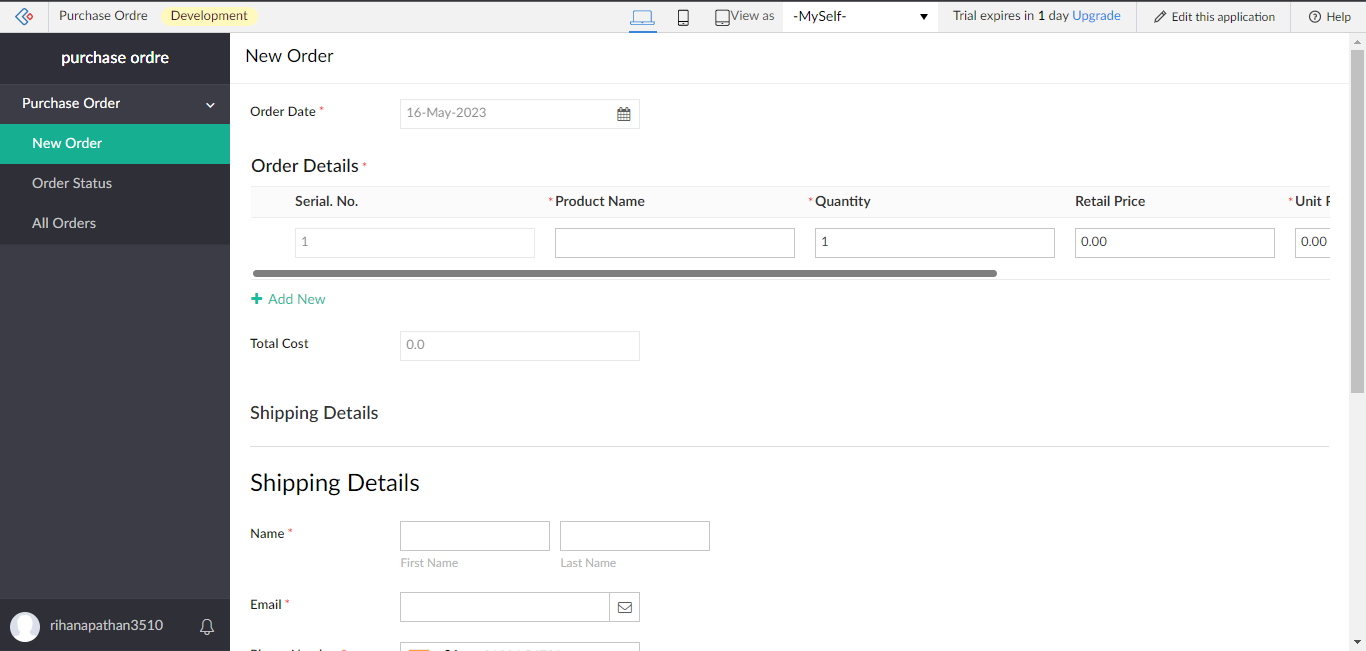 Purchase Ordre Development View as -MySelf- Trial expires in 1 day Upgrade Edit this application Help
purchase ordre
Purchase Order
New Order
Order Status
All Orders
rihanapathan3510
New Order
Order Date * 16-May-2023
Order Details *
Serial. No. * Product Name * Quantity Retail Price * Unit
1 1 0.00 0.00
+ Add New
Total Cost 0.0
Shipping Details
Shipping Details
Name *
First Name Last Name
Email *